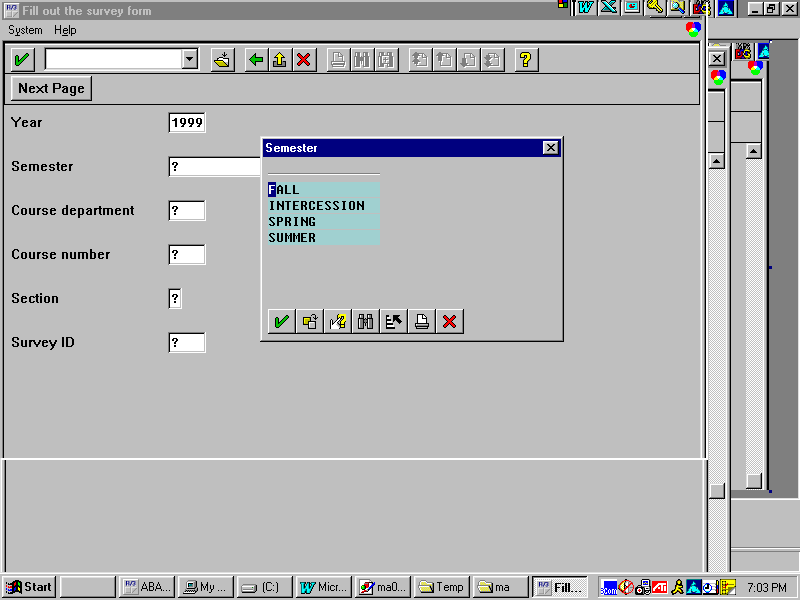 Fill out the survey form
System Help
Next Page
Year 1999
Semester ?
Course department ?
Course number ?
Section ?
Survey ID ?
Semester
FALL
INTERCESSION
SPRING
SUMMER
Start ABA... My ... (C:) Micr... ma0... Temp ma Fill... 7:03 PM